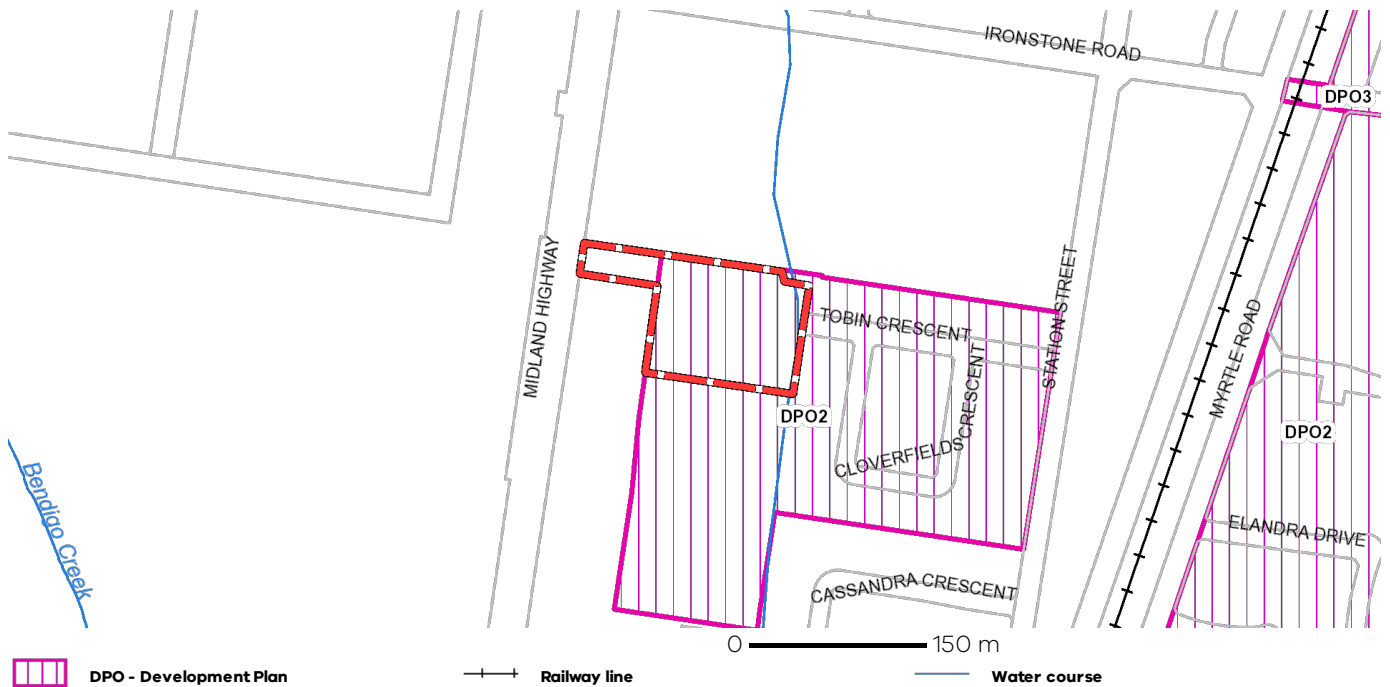 IRONSTONE ROAD
DPO3
MIDLAND HIGHWAY
STATION STREET
TOBIN CRESCENT
MYRTLE ROAD
CLOVERFIELDS CRESCENT
DPO2
DPO2
Bendigo Creek
ELANDRA DRIVE
CASSANDRA CRESCENT
0 150 m
DPO - Development Plan
Railway line
Water course